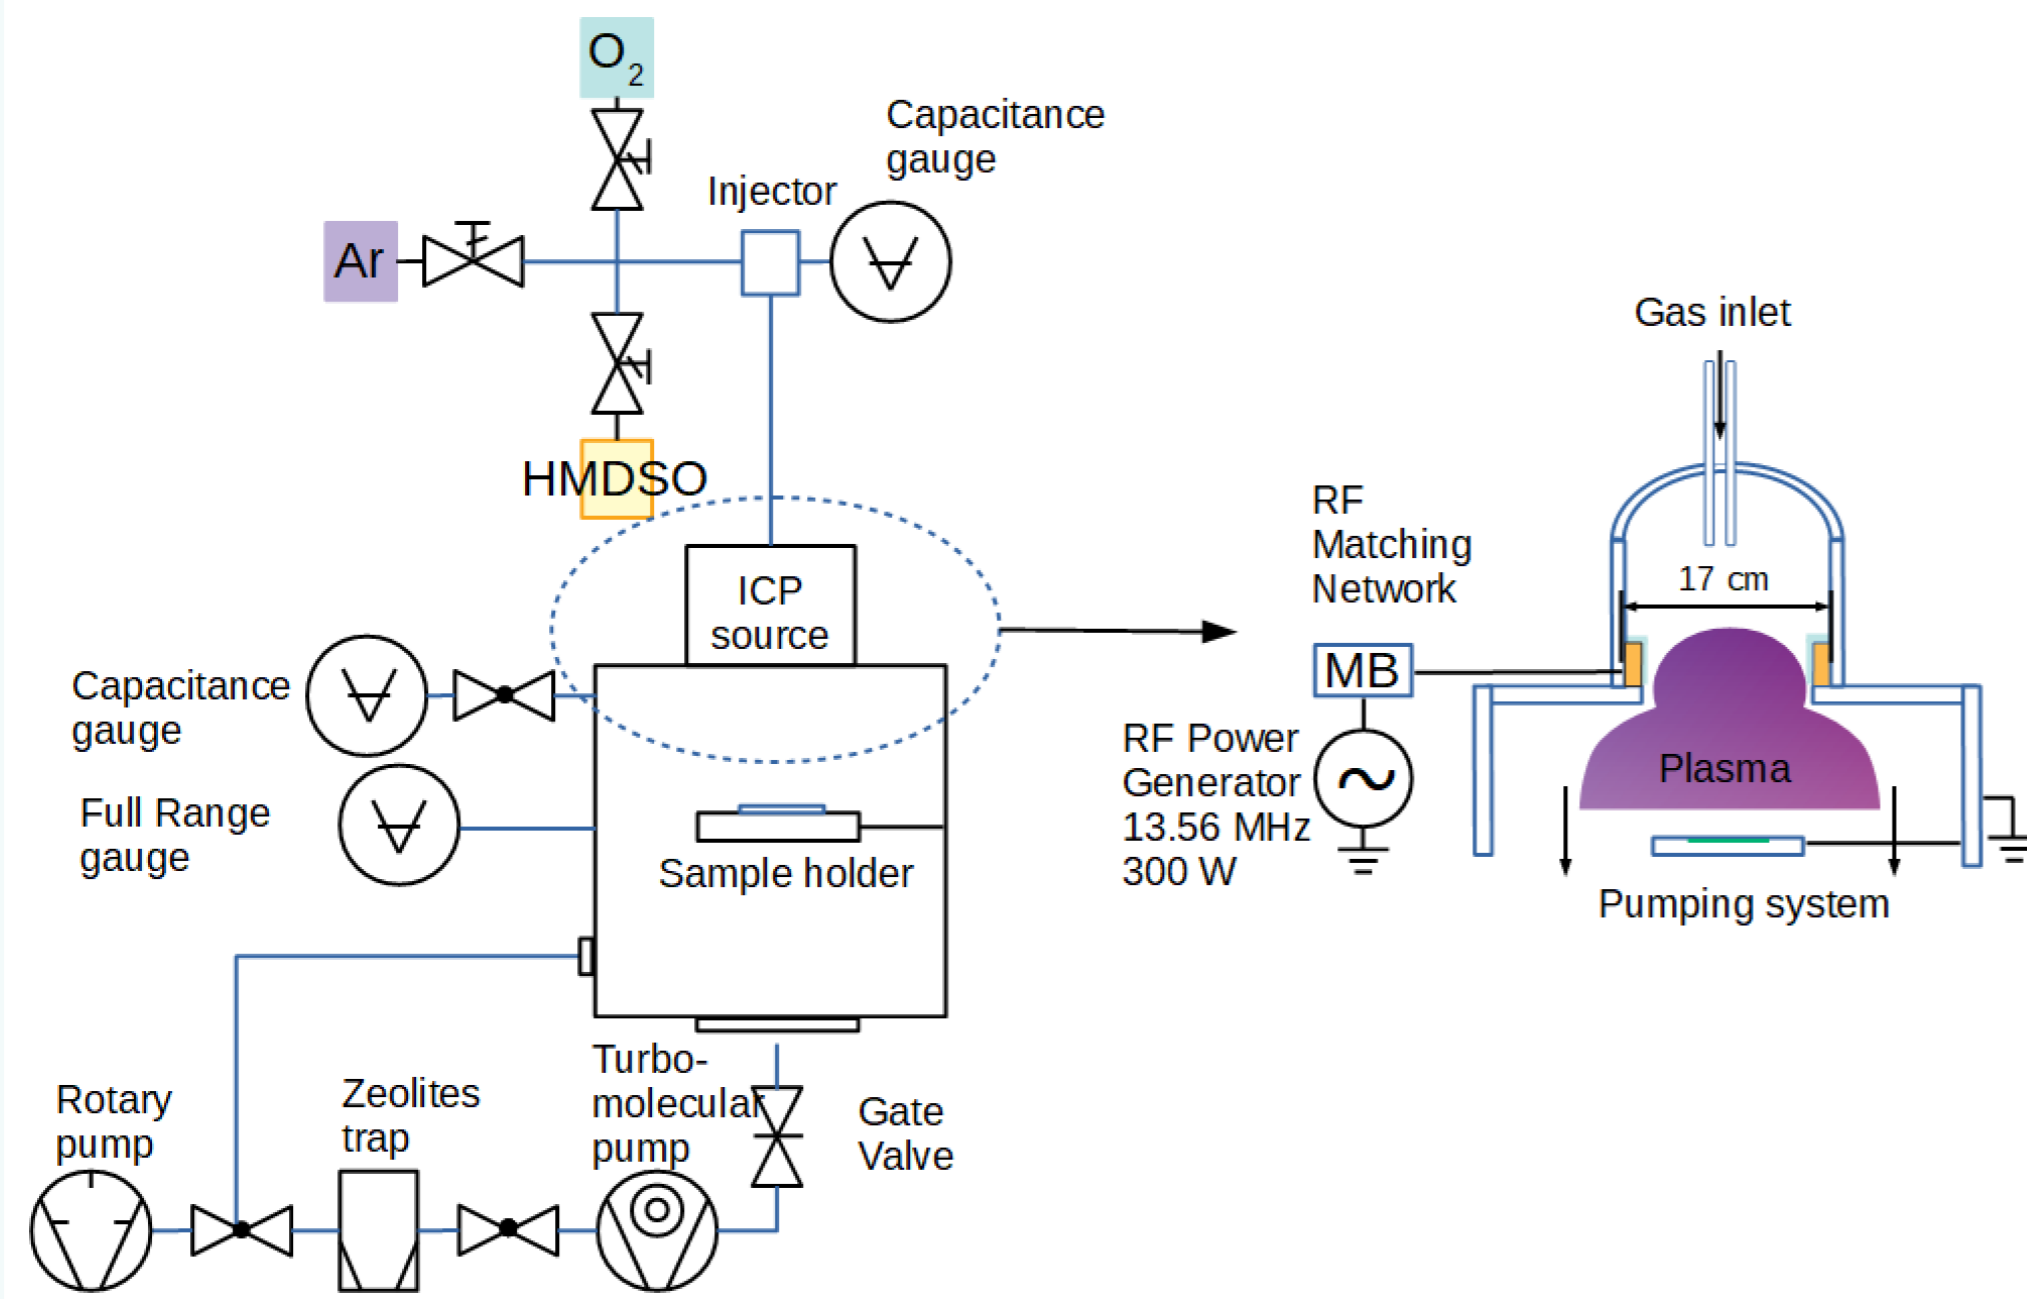 O2
Capacitance
gauge
Injector
Ar
HMDSO
ICP
source
Capacitance
gauge
Full Range
gauge
Sample holder
Turbo-
molecular
pump
Gate
Valve
Rotary
pump
Zeolites
trap
Gas inlet
RF
Matching
Network
17 cm
MB
RF Power
Generator
13.56 MHz
300 W
Plasma
Pumping system